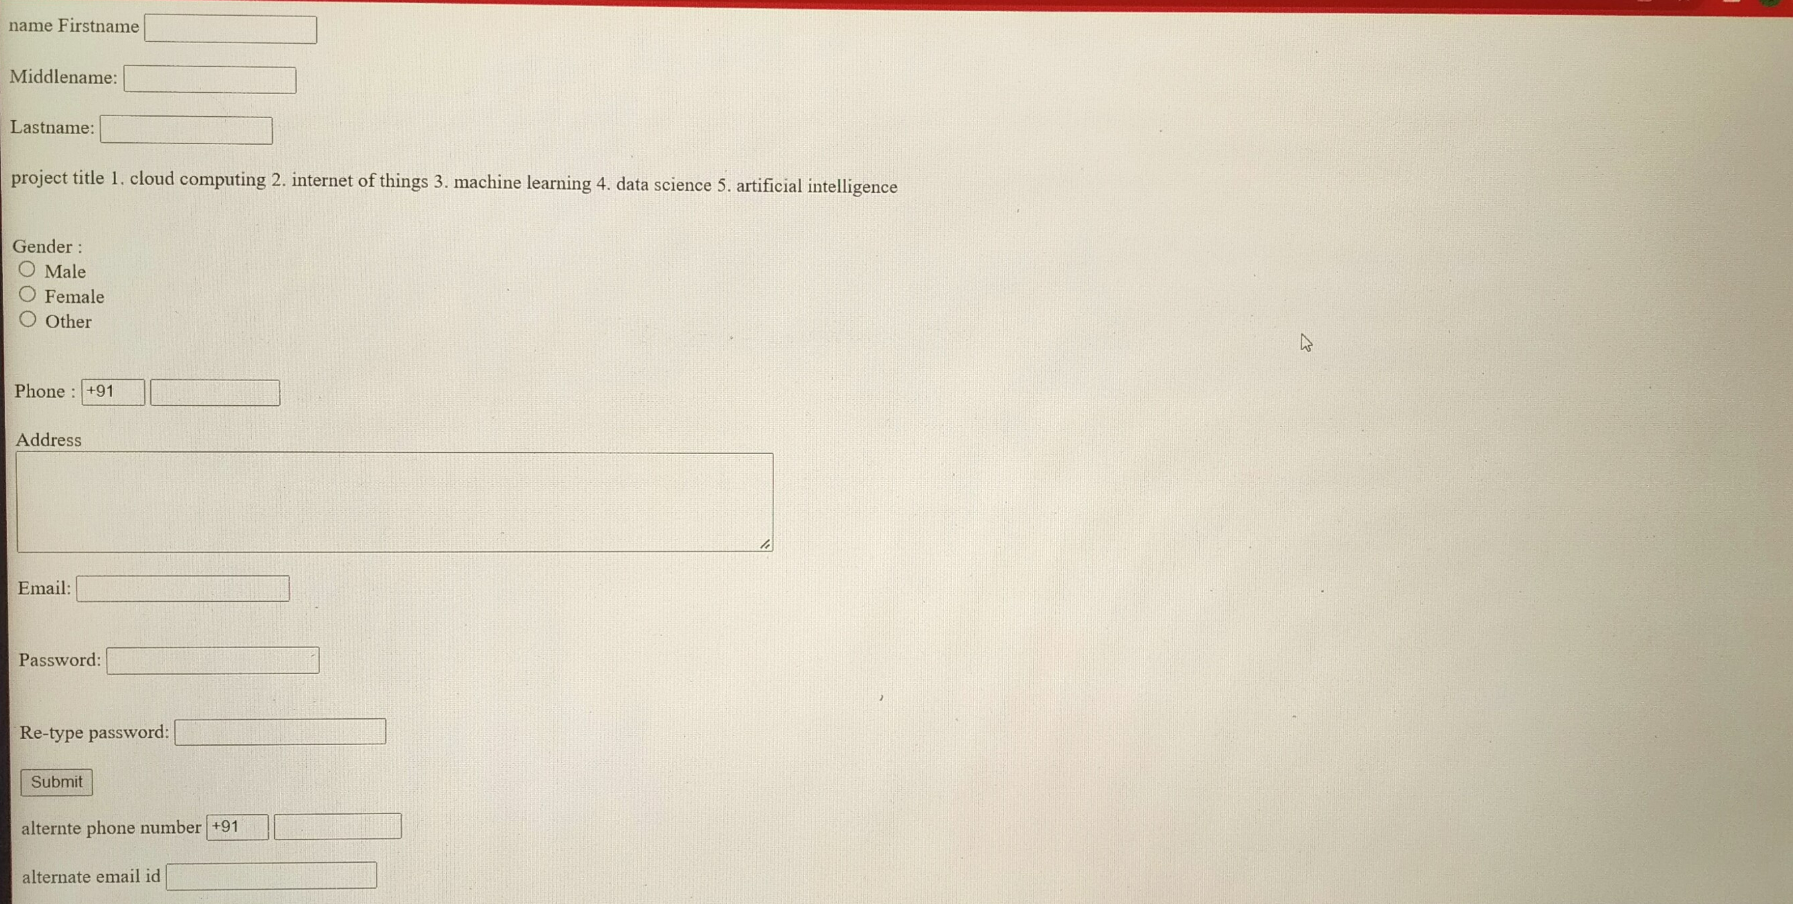 name Firstname
Middlename:
Lastname:
project title 1. cloud computing 2. internet of things 3. machine learning 4. data science 5. artificial intelligence
Gender :
Male
Female
Other
Phone : +91
Address
Email:
Password:
Re-type password:
Submit
alternte phone number +91
alternate email id